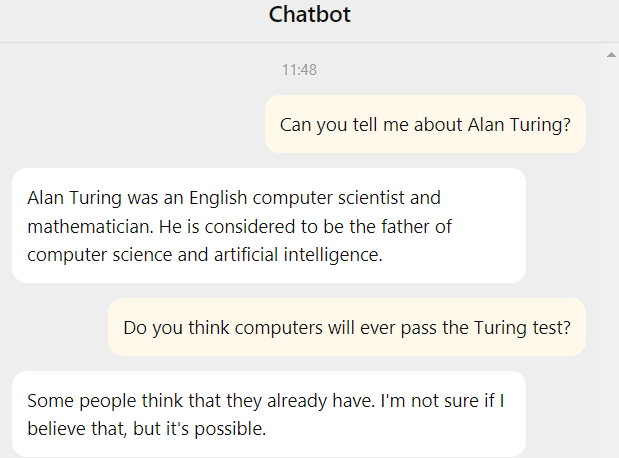 Chatbot
11:48
Can you tell me about Alan Turing?
Alan Turing was an English computer scientist and
mathematician. He is considered to be the father of
computer science and artificial intelligence.
Do you think computers will ever pass the Turing test?
Some people think that they already have. I'm not sure if I
believe that, but it's possible.